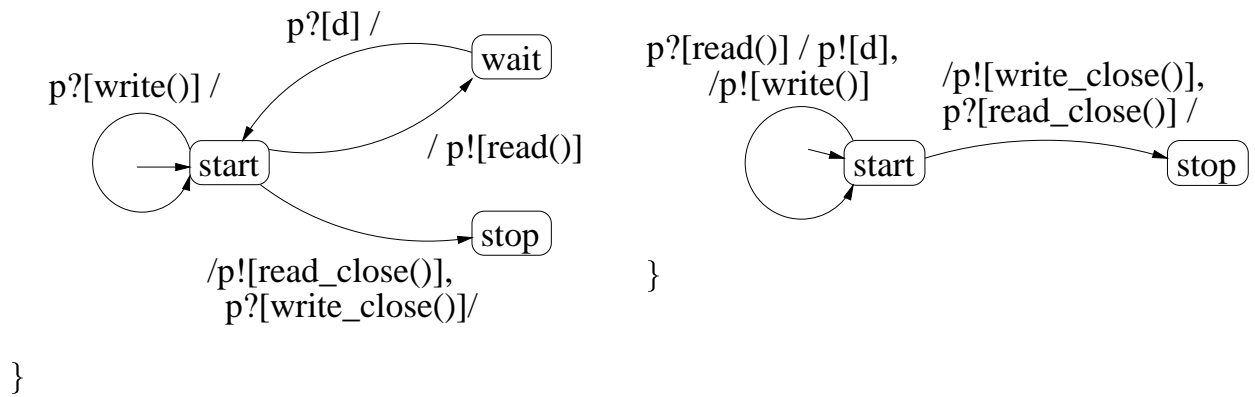 p?[d] /
wait
p?[write()] /
start
/ p![read()]
stop
/p![read_close()],
p?[write_close()]/
}
p?[read()] / p![d],
/p![write()]
/p![write_close()],
p?[read_close()] /
start
stop
}